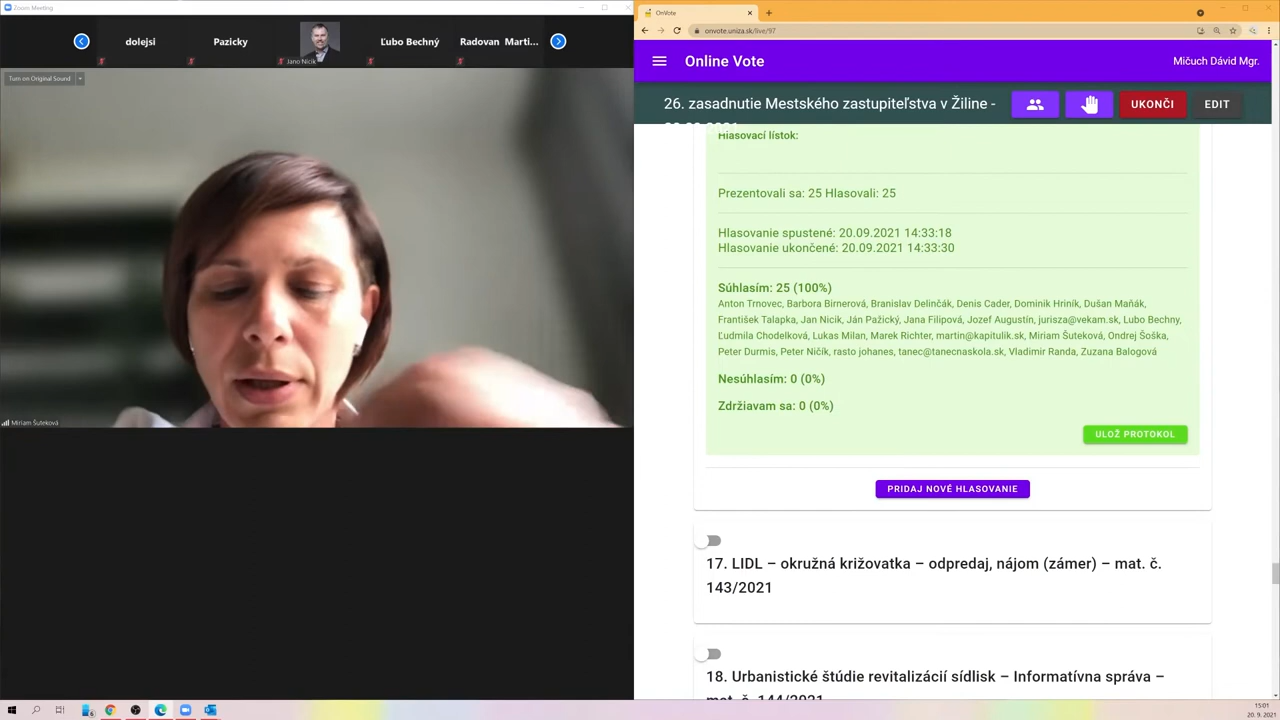 Zoom Meeting
dolejsi
Pazicky
Jano Nicik
Ľubo Bechný
Radovan Marti...
Turn on Original Sound
Miriam Šuteková
OnVote
onvote.uniza.sk/live/97
Online Vote
Mičuch Dávid Mgr.
26. zasadnutie Mestského zastupiteľstva v Žiline -
UKONČI
EDIT
Hlasovací lístok:
Prezentovali sa: 25 Hlasovali: 25
Hlasovanie spustené: 20.09.2021 14:33:18
Hlasovanie ukončené: 20.09.2021 14:33:30
Súhlasím: 25 (100%)
Anton Trnovec, Barbora Birnerová, Branislav Delinčák, Denis Cader, Dominik Hriník, Dušan Maňák,
František Talapka, Jan Nicik, Ján Pažický, Jana Filipová, Jozef Augustín, jurisza@vekam.sk, Lubo Bechny,
Ľudmila Chodelková, Lukas Milan, Marek Richter, martin@kapitulik.sk, Miriam Šuteková, Ondrej Šoška,
Peter Durmis, Peter Ničík, rasto johanes, tanec@tanecnaskola.sk, Vladimir Randa, Zuzana Balogová
Nesúhlasím: 0 (0%)
Zdržiavam sa: 0 (0%)
ULOŽ PROTOKOL
PRIDAJ NOVÉ HLASOVANIE
17. LIDL – okružná križovatka – odpredaj, nájom (zámer) – mat. č.
143/2021
18. Urbanistické štúdie revitalizácií sídlisk – Informatívna správa –
mat. č. 144/2021
15:01
20. 9. 2021